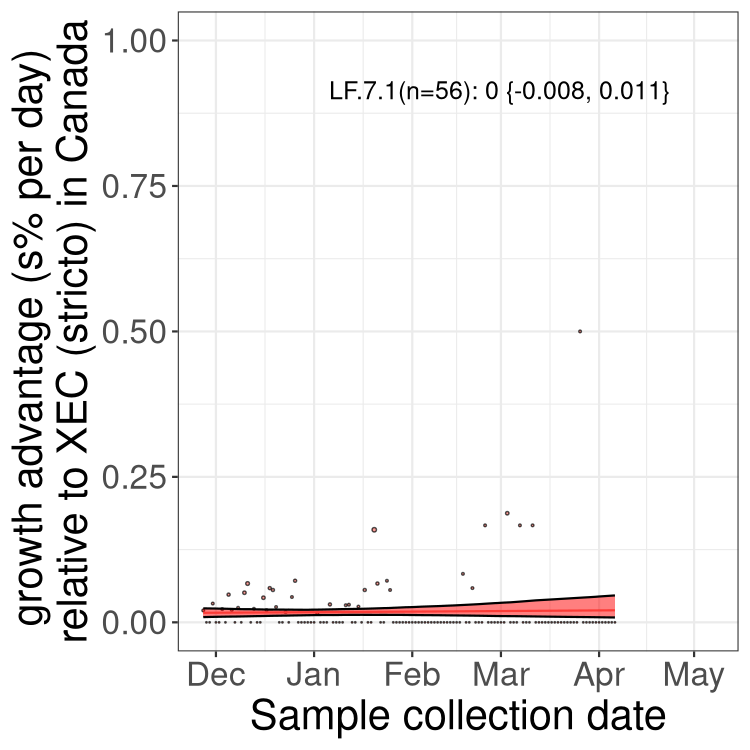 growth advantage (s% per day)
relative to XEC (stricto) in Canada
1.00
0.75
0.50
0.25
0.00
LF.7.1(n=56): 0 {-0.008, 0.011}
Dec Jan Feb Mar Apr May
Sample collection date